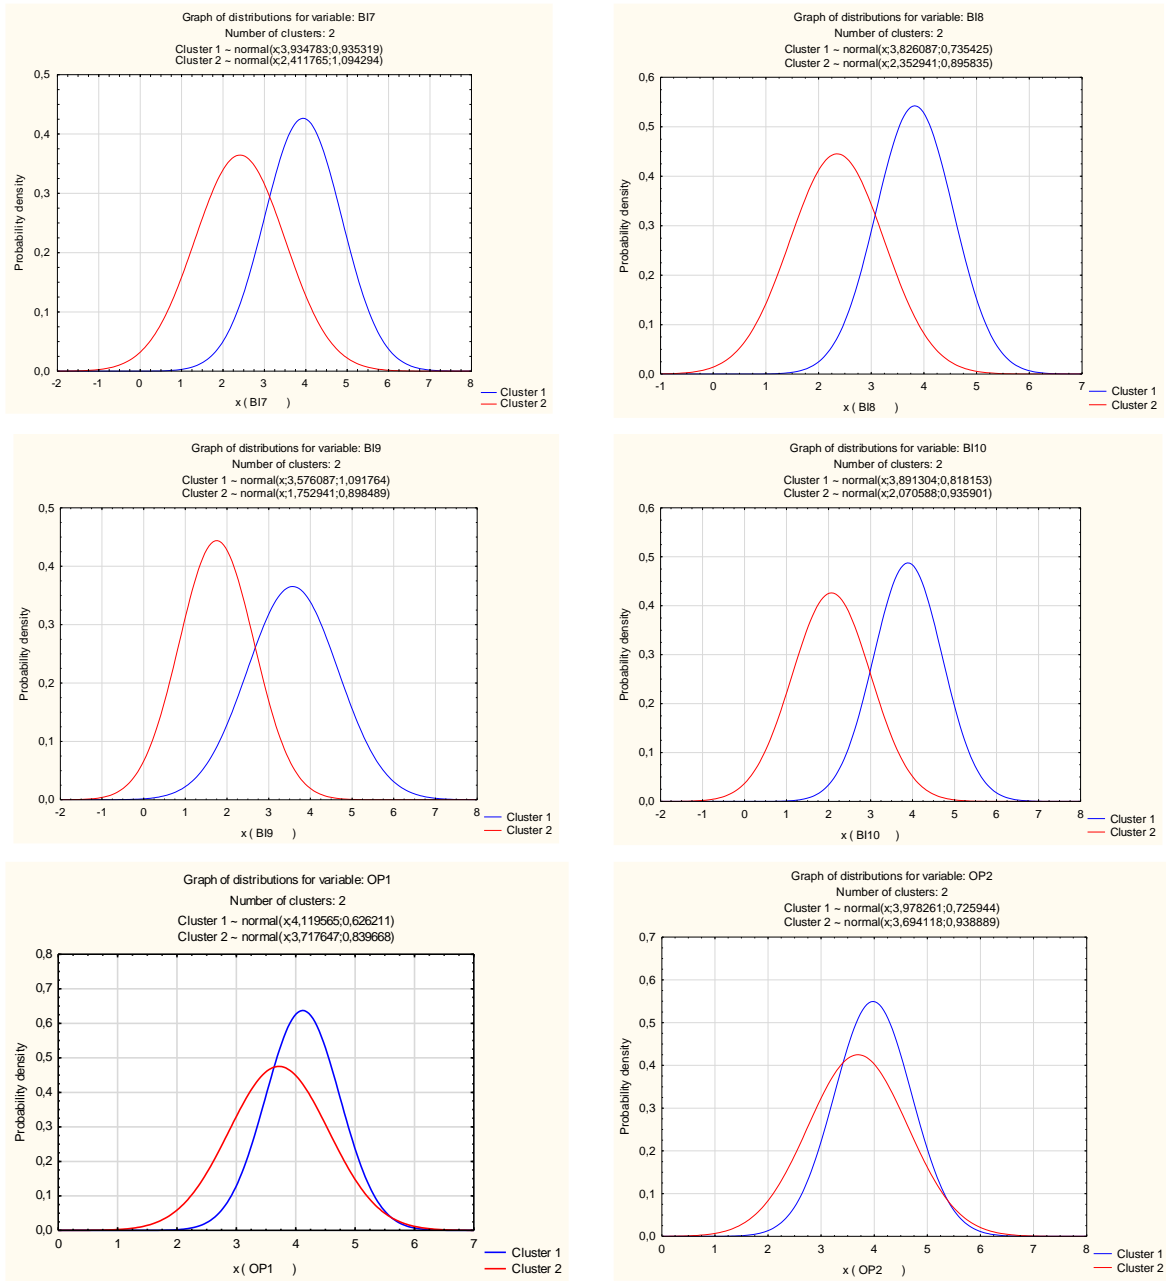 Graph of distributions for variable: BI7
Number of clusters: 2
Cluster 1 ~ normal(x;3,934783;0,935319)
Cluster 2 ~ normal(x;2,411765;1,094294)
0,5
0,4
0,3
0,2
0,1
0,0
Probability density
-2 -1 0 1 2 3 4 5 6 7 8
x ( BI7 )
Cluster 1
Cluster 2
Graph of distributions for variable: BI8
Number of clusters: 2
Cluster 1 ~ normal(x;3,826087;0,735425)
Cluster 2 ~ normal(x;2,352941;0,895835)
0,6
0,5
0,4
0,3
0,2
0,1
0,0
Probability density
-1 0 1 2 3 4 5 6 7
x ( BI8 )
Cluster 1
Cluster 2
Graph of distributions for variable: BI9
Number of clusters: 2
Cluster 1 ~ normal(x;3,576087;1,091764)
Cluster 2 ~ normal(x;1,752941;0,898489)
0,5
0,4
0,3
0,2
0,1
0,0
Probability density
-2 -1 0 1 2 3 4 5 6 7 8
x ( BI9 )
Cluster 1
Cluster 2
Graph of distributions for variable: BI10
Number of clusters: 2
Cluster 1 ~ normal(x;3,891304;0,818153)
Cluster 2 ~ normal(x;2,070588;0,935901)
0,6
0,5
0,4
0,3
0,2
0,1
0,0
Probability density
-2 -1 0 1 2 3 4 5 6 7 8
x ( BI10 )
Cluster 1
Cluster 2
Graph of distributions for variable: OP1
Number of clusters: 2
Cluster 1 ~ normal(x;4,119565;0,626211)
Cluster 2 ~ normal(x;3,717647;0,839668)
0,8
0,7
0,6
0,5
0,4
0,3
0,2
0,1
0,0
Probability density
0 1 2 3 4 5 6 7
x ( OP1 )
Cluster 1
Cluster 2
Graph of distributions for variable: OP2
Number of clusters: 2
Cluster 1 ~ normal(x;3,978261;0,725944)
Cluster 2 ~ normal(x;3,694118;0,938889)
0,7
0,6
0,5
0,4
0,3
0,2
0,1
0,0
Probability density
0 1 2 3 4 5 6 7 8
x ( OP2 )
Cluster 1
Cluster 2